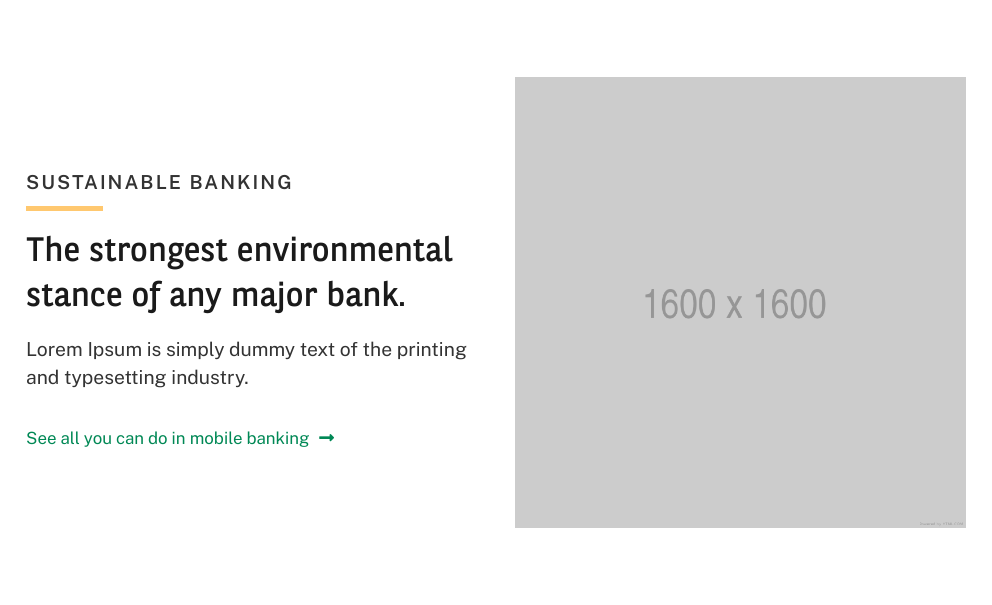 SUSTAINABLE BANKING
The strongest environmental
stance of any major bank.
Lorem Ipsum is simply dummy text of the printing
and typesetting industry.
See all you can do in mobile banking
1600 x 1600